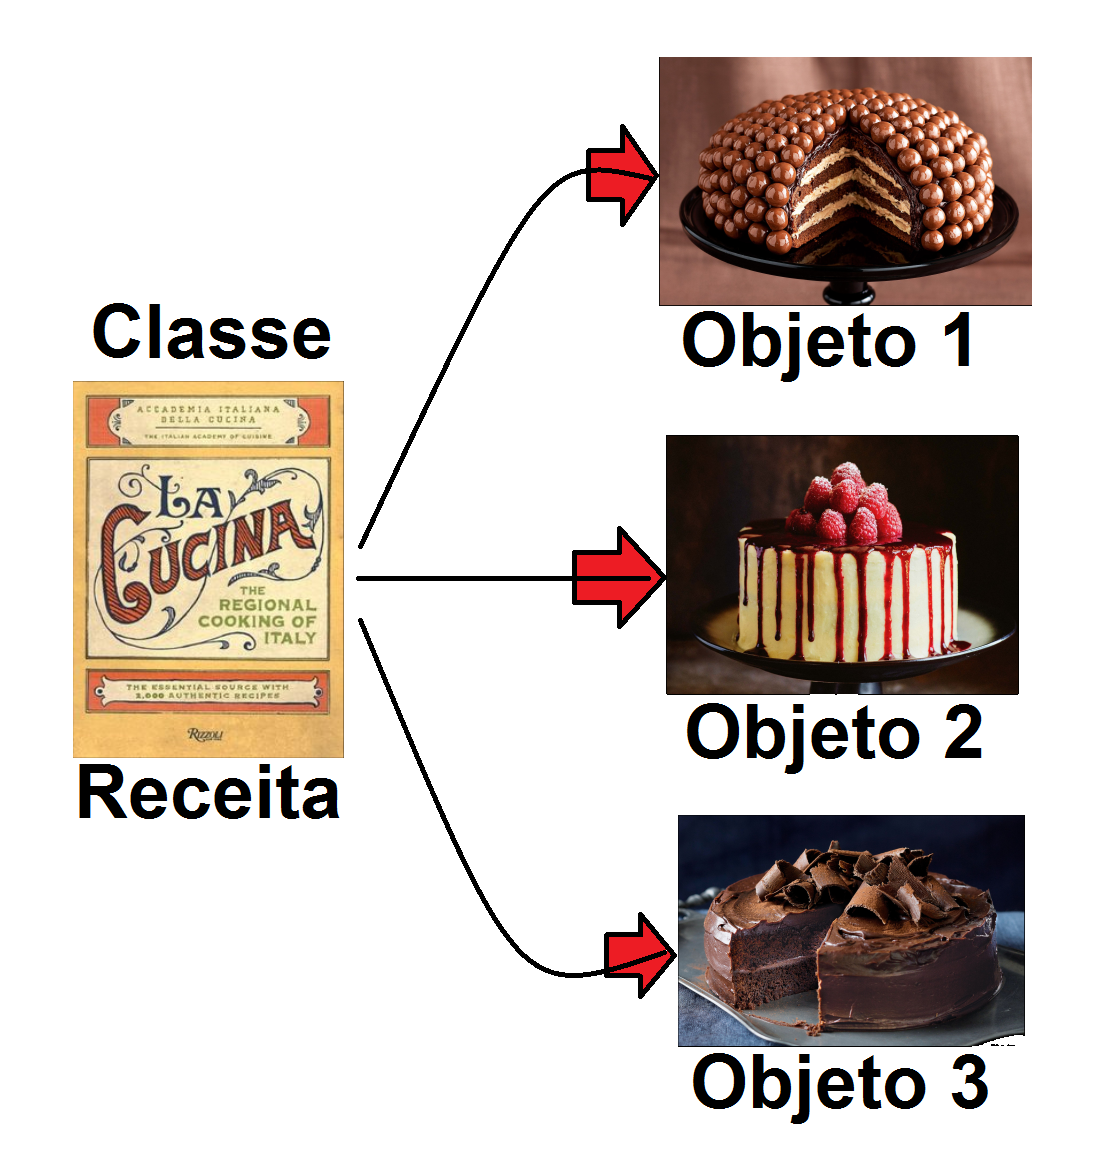 Classe
ACCADEMIA ITALIANA
DELLA CUCINA
THE ITALIAN ACADEMY OF CUISINE
LA
CUCINA
THE
REGIONAL
COOKING OF
ITALY
THE ESSENTIAL SOURCE WITH
2,000 AUTHENTIC RECIPES
RIZZOLI
Receita
Objeto 1
Objeto 2
Objeto 3